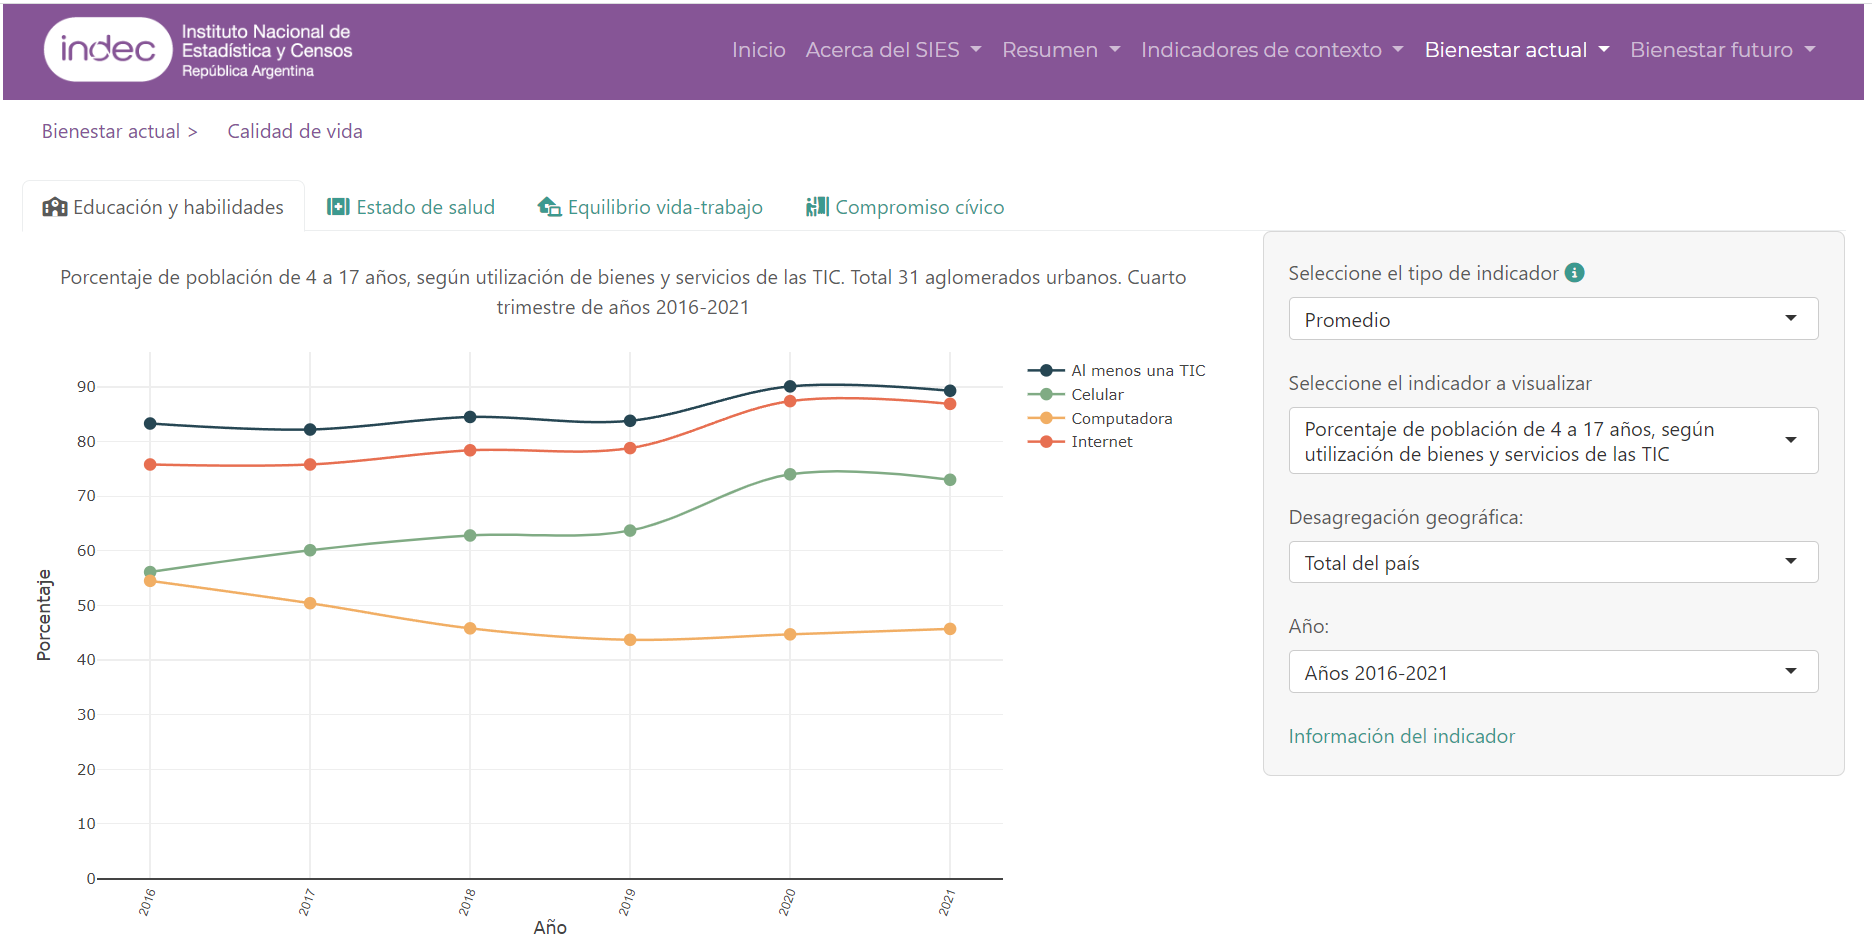 indec
Instituto Nacional de
Estadística y Censos
República Argentina
Inicio Acerca del SIES Resumen Indicadores de contexto Bienestar actual Bienestar futuro
Bienestar actual > Calidad de vida
Educación y habilidades Estado de salud Equilibrio vida-trabajo Compromiso cívico
Porcentaje de población de 4 a 17 años, según utilización de bienes y servicios de las TIC. Total 31 aglomerados urbanos. Cuarto
trimestre de años 2016-2021
90
80
70
60
50
40
30
20
10
0
Porcentaje
2016 2017 2018 2019 2020 2021
Año
Al menos una TIC
Celular
Computadora
Internet
Seleccione el tipo de indicador
Promedio
Seleccione el indicador a visualizar
Porcentaje de población de 4 a 17 años, según
utilización de bienes y servicios de las TIC
Desagregación geográfica:
Total del país
Año:
Años 2016-2021
Información del indicador